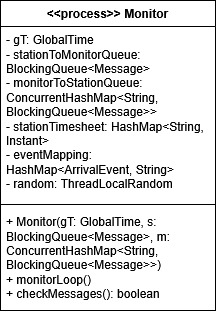 <<process>> Monitor
- gT: GlobalTime
- stationToMonitorQueue:
BlockingQueue<Message>
- monitorToStationQueue:
ConcurrentHashMap<String,
BlockingQueue<Message>>
- stationTimesheet: HashMap<String,
Instant>
- eventMapping:
HashMap<ArrivalEvent, String>
- random: ThreadLocalRandom
+ Monitor(gT: GlobalTime, s:
BlockingQueue<Message>, m:
ConcurrentHashMap<String,
BlockingQueue<Message>>)
+ monitorLoop()
+ checkMessages(): boolean